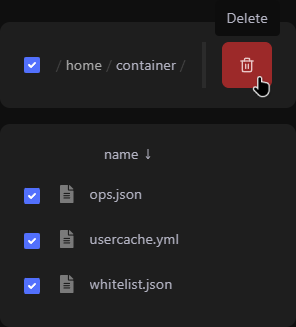 Delete
/ home / container /
name ↓
ops.json
usercache.yml
whitelist.json